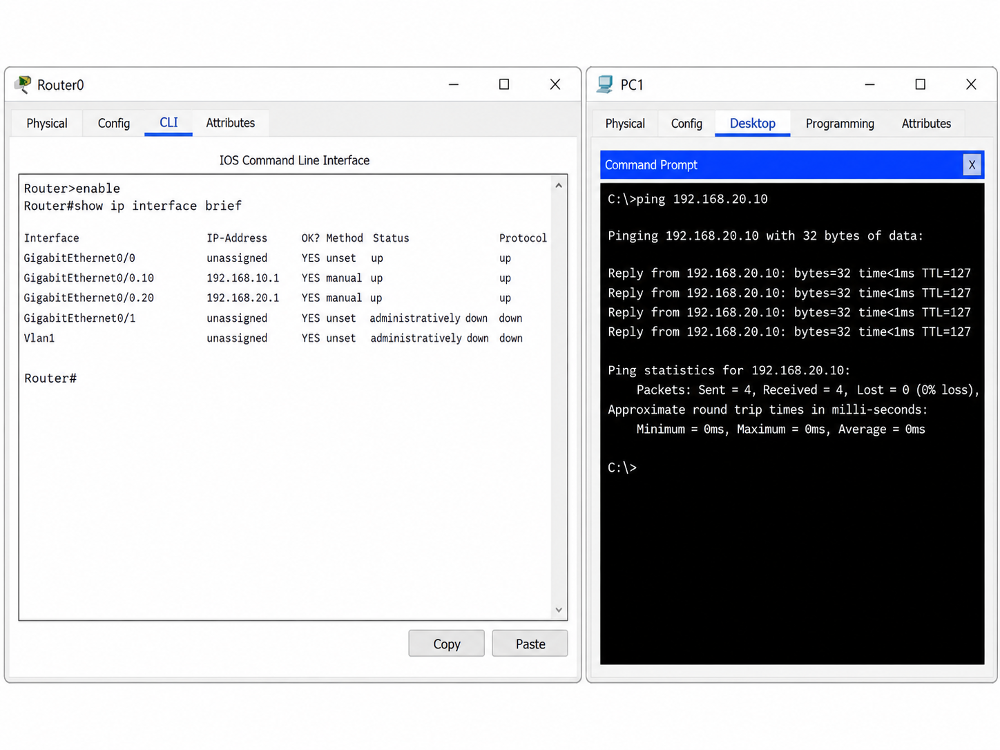 Router0
Physical Config CLI Attributes
IOS Command Line Interface
Router>enable
Router#show ip interface brief
Interface IP-Address OK? Method Status Protocol
GigabitEthernet0/0 unassigned YES unset up up
GigabitEthernet0/0.10 192.168.10.1 YES manual up up
GigabitEthernet0/0.20 192.168.20.1 YES manual up up
GigabitEthernet0/1 unassigned YES unset administratively down down
Vlan1 unassigned YES unset administratively down down
Router#
Copy Paste
PC1
Physical Config Desktop Programming Attributes
Command Prompt X
C:\>ping 192.168.20.10
Pinging 192.168.20.10 with 32 bytes of data:
Reply from 192.168.20.10: bytes=32 time<1ms TTL=127
Reply from 192.168.20.10: bytes=32 time<1ms TTL=127
Reply from 192.168.20.10: bytes=32 time<1ms TTL=127
Reply from 192.168.20.10: bytes=32 time<1ms TTL=127
Ping statistics for 192.168.20.10:
Packets: Sent = 4, Received = 4, Lost = 0 (0% loss),
Approximate round trip times in milli-seconds:
Minimum = 0ms, Maximum = 0ms, Average = 0ms
C:\>